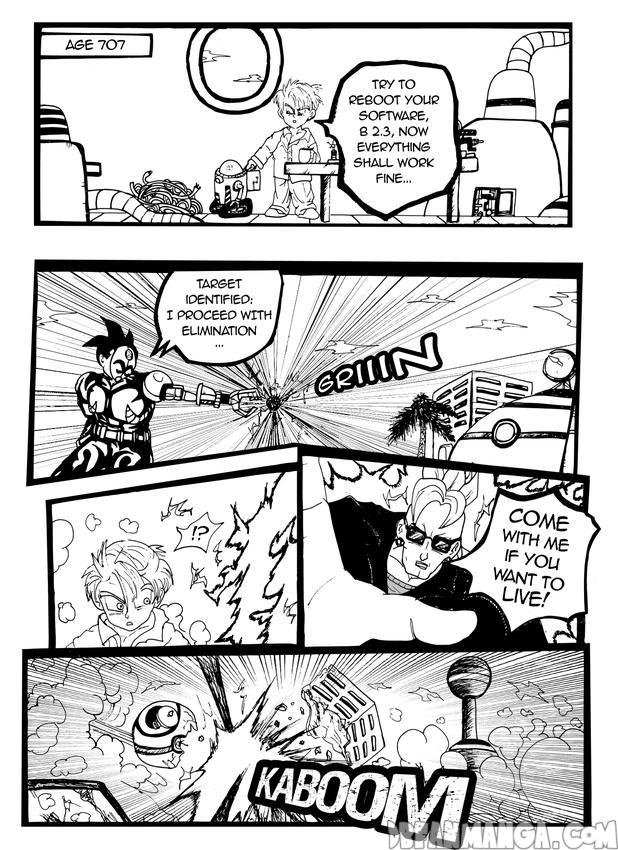 AGE 707
TRY TO
REBOOT YOUR
SOFTWARE,
B 2.3, NOW
EVERYTHING
SHALL WORK
FINE...
TARGET
IDENTIFIED:
I PROCEED WITH
ELIMINATION
...
GRIIIN
!?
COME
WITH ME
IF YOU
WANT TO
LIVE!
KABOOM
DBFANMANGA.COM